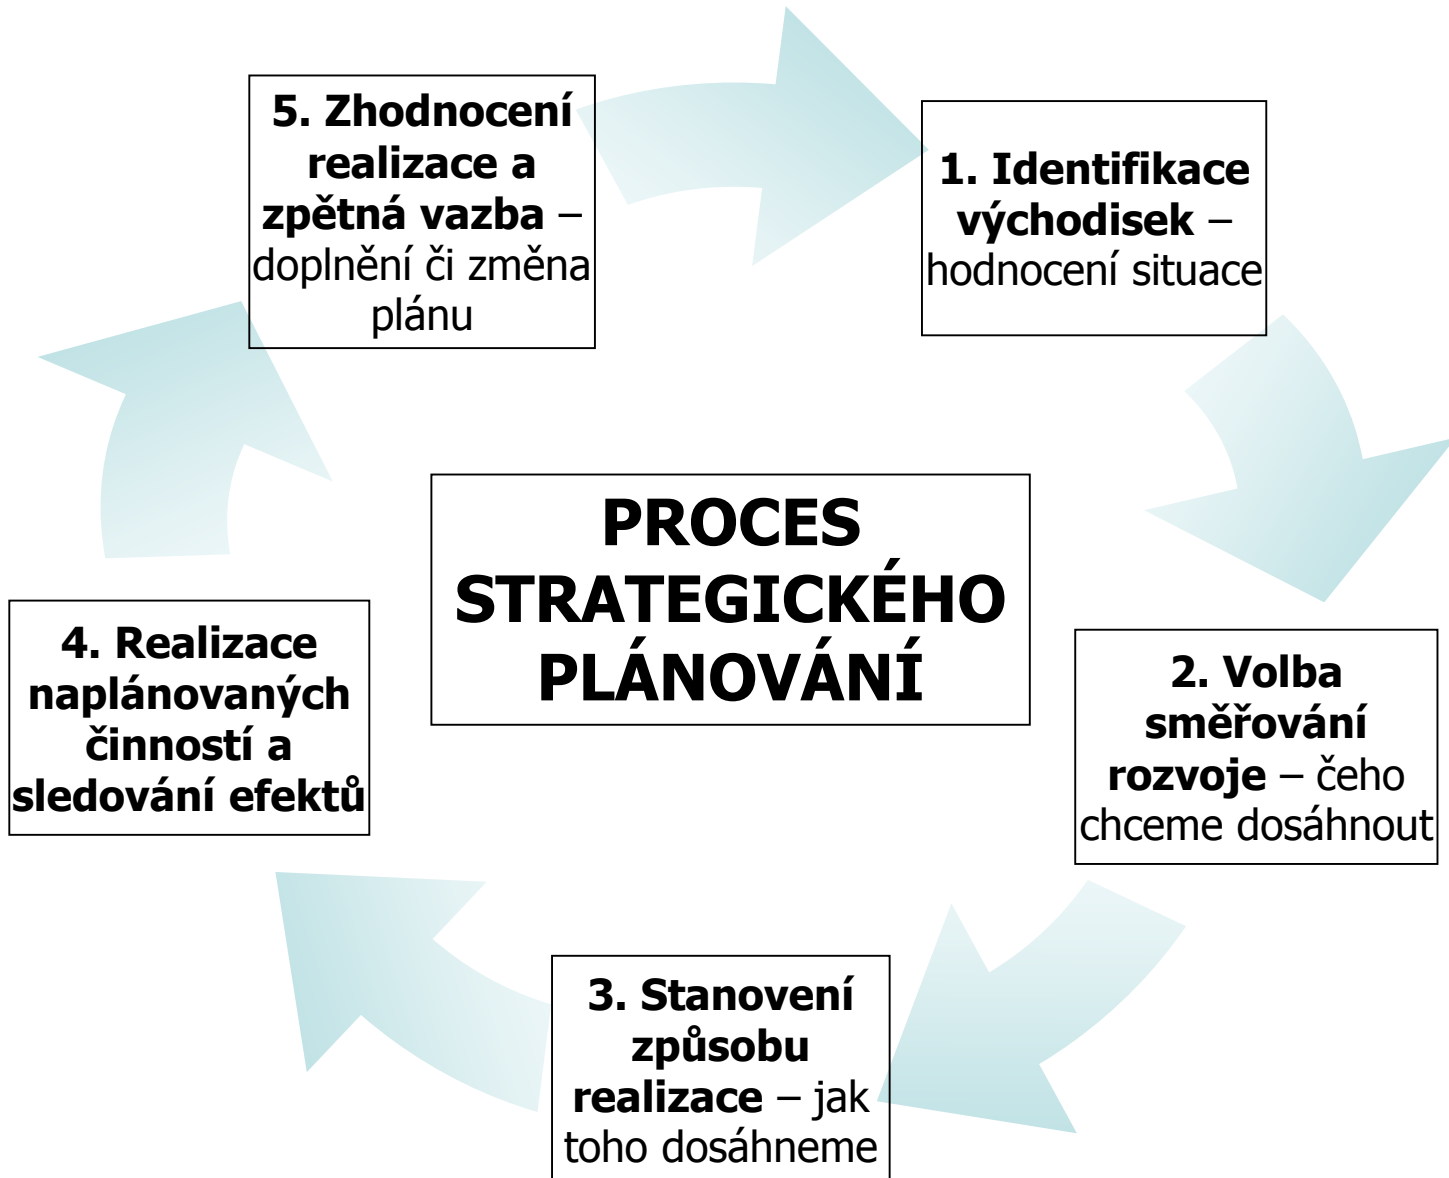 5. Zhodnocení
realizace a
zpětná vazba –
doplnění či změna
plánu
1. Identifikace
východisek –
hodnocení situace
PROCES
STRATEGICKÉHO
PLÁNOVÁNÍ
4. Realizace
naplánovaných
činností a
sledování efektů
2. Volba
směřování
rozvoje – čeho
chceme dosáhnout
3. Stanovení
způsobu
realizace – jak
toho dosáhneme